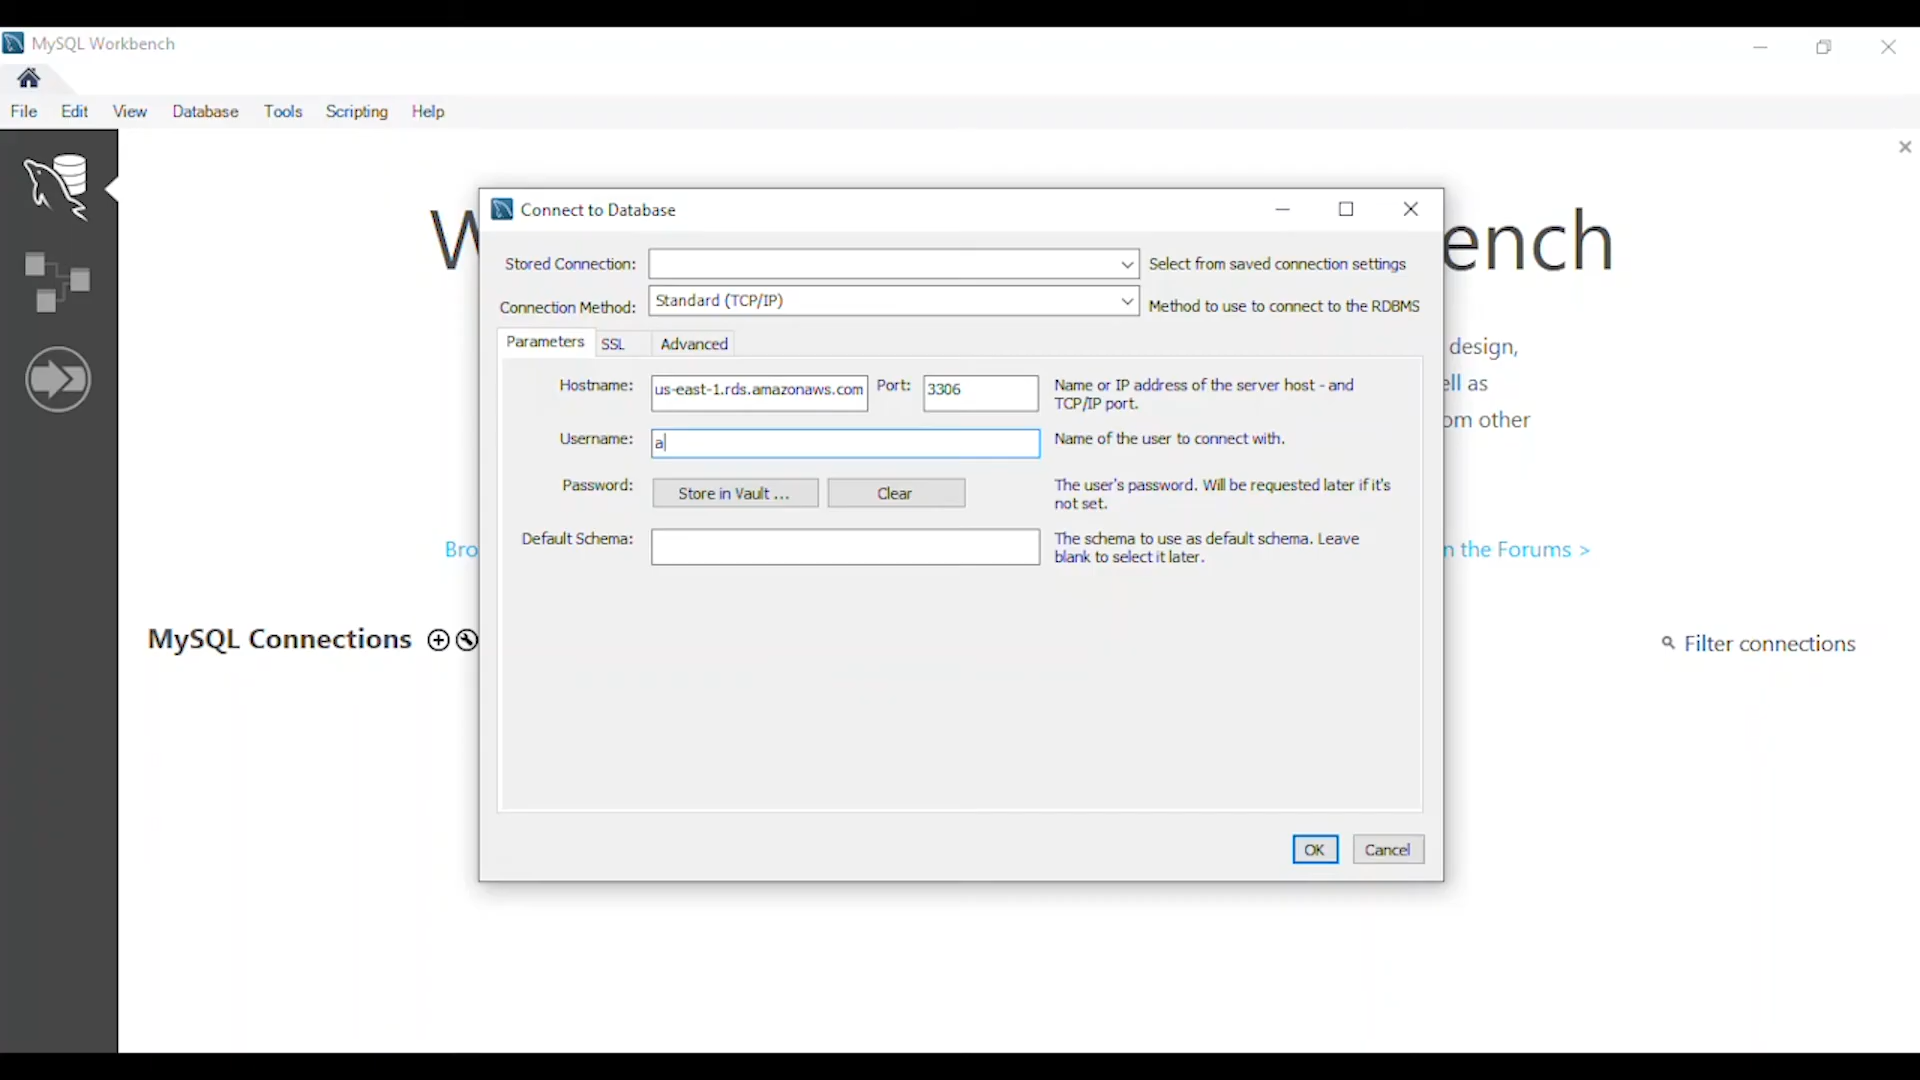 MySQL Workbench
File Edit View Database Tools Scripting Help
Connect to Database
Stored Connection: Select from saved connection settings
Connection Method: Standard (TCP/IP) Method to use to connect to the RDBMS
Parameters SSL Advanced
Hostname: us-east-1.rds.amazonaws.com Port: 3306 Name or IP address of the server host - and
TCP/IP port.
Username: a Name of the user to connect with.
Password: Store in Vault ... Clear The user's password. Will be requested later if it's
not set.
Default Schema: The schema to use as default schema. Leave
blank to select it later.
OK Cancel
W ench
design,
ell as
om other
Bro n the Forums >
MySQL Connections Filter connections